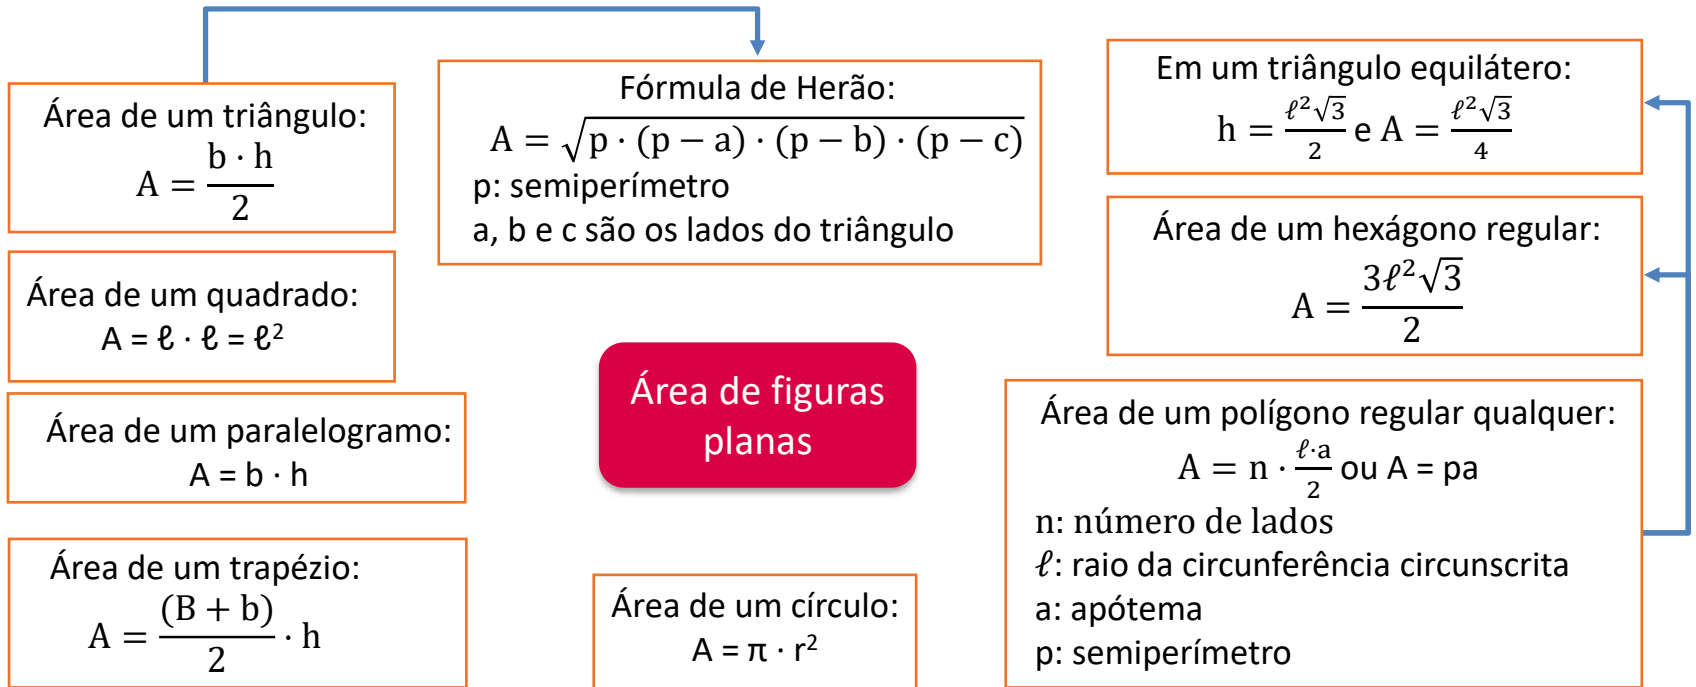 Área de um triângulo:
A = b · h / 2
Área de um quadrado:
A = ℓ · ℓ = ℓ²
Área de um paralelogramo:
A = b · h
Área de um trapézio:
A = (B + b) / 2 · h
Fórmula de Herão:
A = √(p · (p − a) · (p − b) · (p − c))
p: semiperímetro
a, b e c são os lados do triângulo
Área de figuras
planas
Área de um círculo:
A = π · r²
Em um triângulo equilátero:
h = ℓ²√3 / 2 e A = ℓ²√3 / 4
Área de um hexágono regular:
A = 3ℓ²√3 / 2
Área de um polígono regular qualquer:
A = n · ℓ·a / 2 ou A = pa
n: número de lados
ℓ: raio da circunferência circunscrita
a: apótema
p: semiperímetro